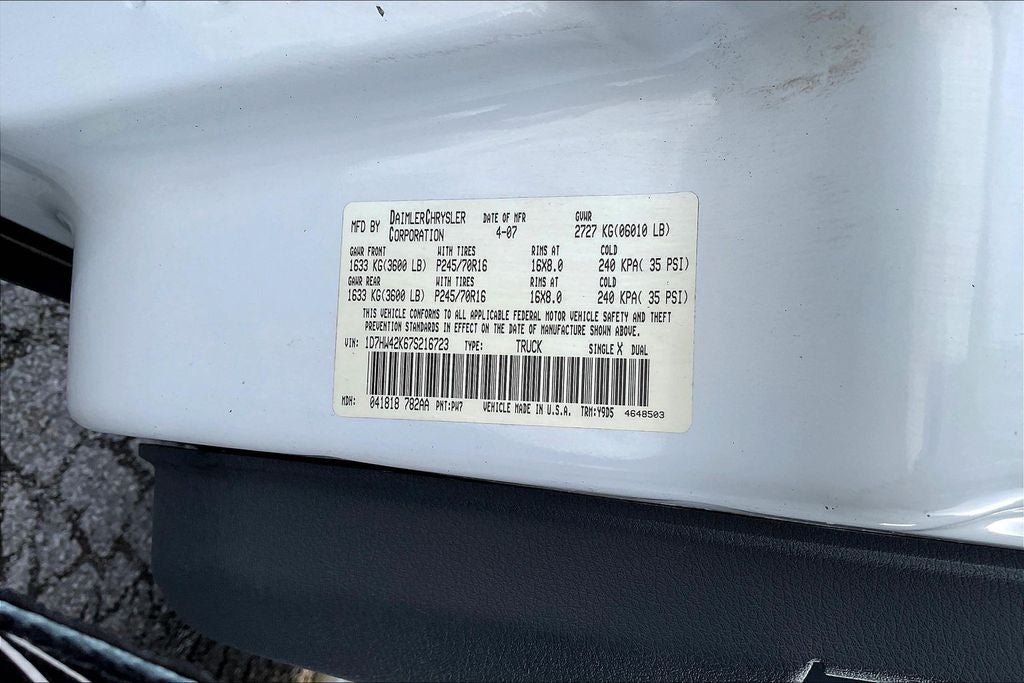 MFD BY DAIMLERCHRYSLER CORPORATION DATE OF MFR 4-07 GVWR 2727 KG(06010 LB)
GAWR FRONT WITH TIRES RIMS AT COLD
1633 KG(3600 LB) P245/70R16 16X8.0 240 KPA( 35 PSI)
GAWR REAR WITH TIRES RIMS AT COLD
1633 KG(3600 LB) P245/70R16 16X8.0 240 KPA( 35 PSI)
THIS VEHICLE CONFORMS TO ALL APPLICABLE FEDERAL MOTOR VEHICLE SAFETY AND THEFT
PREVENTION STANDARDS IN EFFECT ON THE DATE OF MANUFACTURE SHOWN ABOVE.
VIN: 1D7HW42K67S216723 TYPE: TRUCK SINGLE X DUAL
MDH: 041818 782AA PNT:PW7 VEHICLE MADE IN U.S.A. TRM:Y9D5 4648503